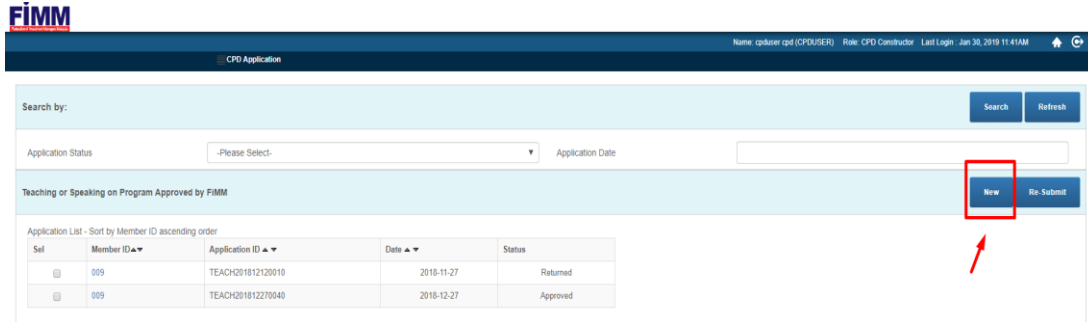 FIMM
Name: cpduser cpd (CPDUSER) Role: CPD Constructor Last Login : Jan 30, 2019 11:41AM
CPD Application
Search by: Search Refresh
Application Status -Please Select- Application Date
Teaching or Speaking on Program Approved by FiMM New Re-Submit
Application List - Sort by Member ID ascending order
Sel Member ID Application ID Date Status
009 TEACH201812120010 2018-11-27 Returned
009 TEACH201812270040 2018-12-27 Approved